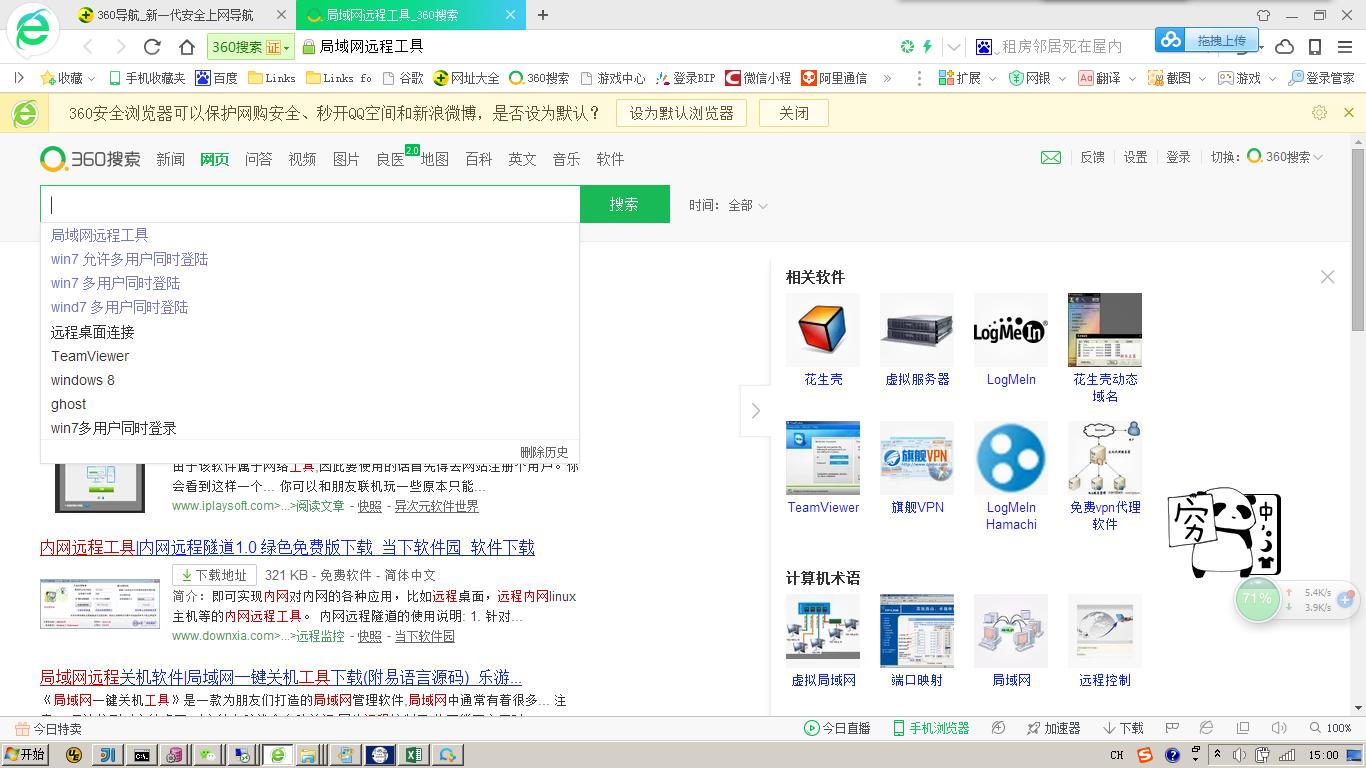 360导航_新一代安全上网导航
局域网远程工具_360搜索
360搜索 证
局域网远程工具
租房邻居死在屋内
拖拽上传
收藏 手机收藏夹 百度 Links Links fo 谷歌 网址大全 360搜索 游戏中心 登录BIP 微信小程 阿里通信 » 扩展 网银 Aa 翻译 截图 游戏 登录管家
360安全浏览器可以保护网购安全、秒开QQ空间和新浪微博，是否设为默认？ 设为默认浏览器 关闭
360搜索 新闻 网页 问答 视频 图片 良医 2.0 地图 百科 英文 音乐 软件
反馈 设置 登录 切换： 360搜索
搜索 时间： 全部
局域网远程工具
win7 允许多用户同时登陆
win7 多用户同时登陆
wind7 多用户同时登陆
远程桌面连接
TeamViewer
windows 8
ghost
win7多用户同时登录
删除历史
由于该软件属于网络工具,因此要使用的话首先得去网站注册个用户。你
会看到这样一个... 你可以和朋友联机玩一些原本只能...
www.iplaysoft.com>...>阅读文章 - 快照 - 异次元软件世界
内网远程工具|内网远程隧道1.0 绿色免费版下载_当下软件园_软件下载
下载地址 321 KB - 免费软件 - 简体中文
简介：即可实现内网对内网的各种应用，比如远程桌面，远程内网linux
主机等的内网远程工具。 内网远程隧道的使用说明: 1. 针对...
www.downxia.com>...>远程监控 - 快照 - 当下软件园
局域网远程关机软件|局域网一键关机工具下载(附易语言源码)_乐游...
《局域网一键关机工具》是一款为朋友们打造的局域网管理软件,局域网中通常有着很多... 注
相关软件
花生壳 虚拟服务器 LogMeIn 花生壳动态
域名
TeamViewer 旗舰VPN LogMeIn
Hamachi 免费vpn代理
软件
计算机术语
虚拟局域网 端口映射 局域网 远程控制
穷
中
71% 5.4K/s
3.9K/s
今日特卖 今日直播 手机浏览器 加速器 下载 100%
开始 CH 15:00